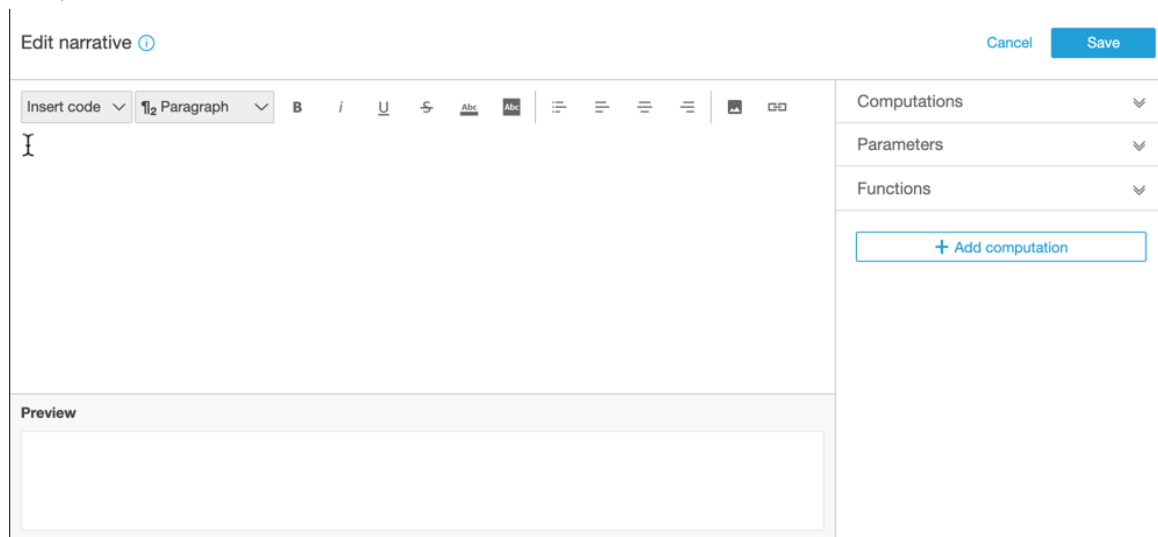 Edit narrative
Cancel
Save
Insert code
¶2 Paragraph
B i U S Abc Abc
Computations
Parameters
Functions
+ Add computation
Preview